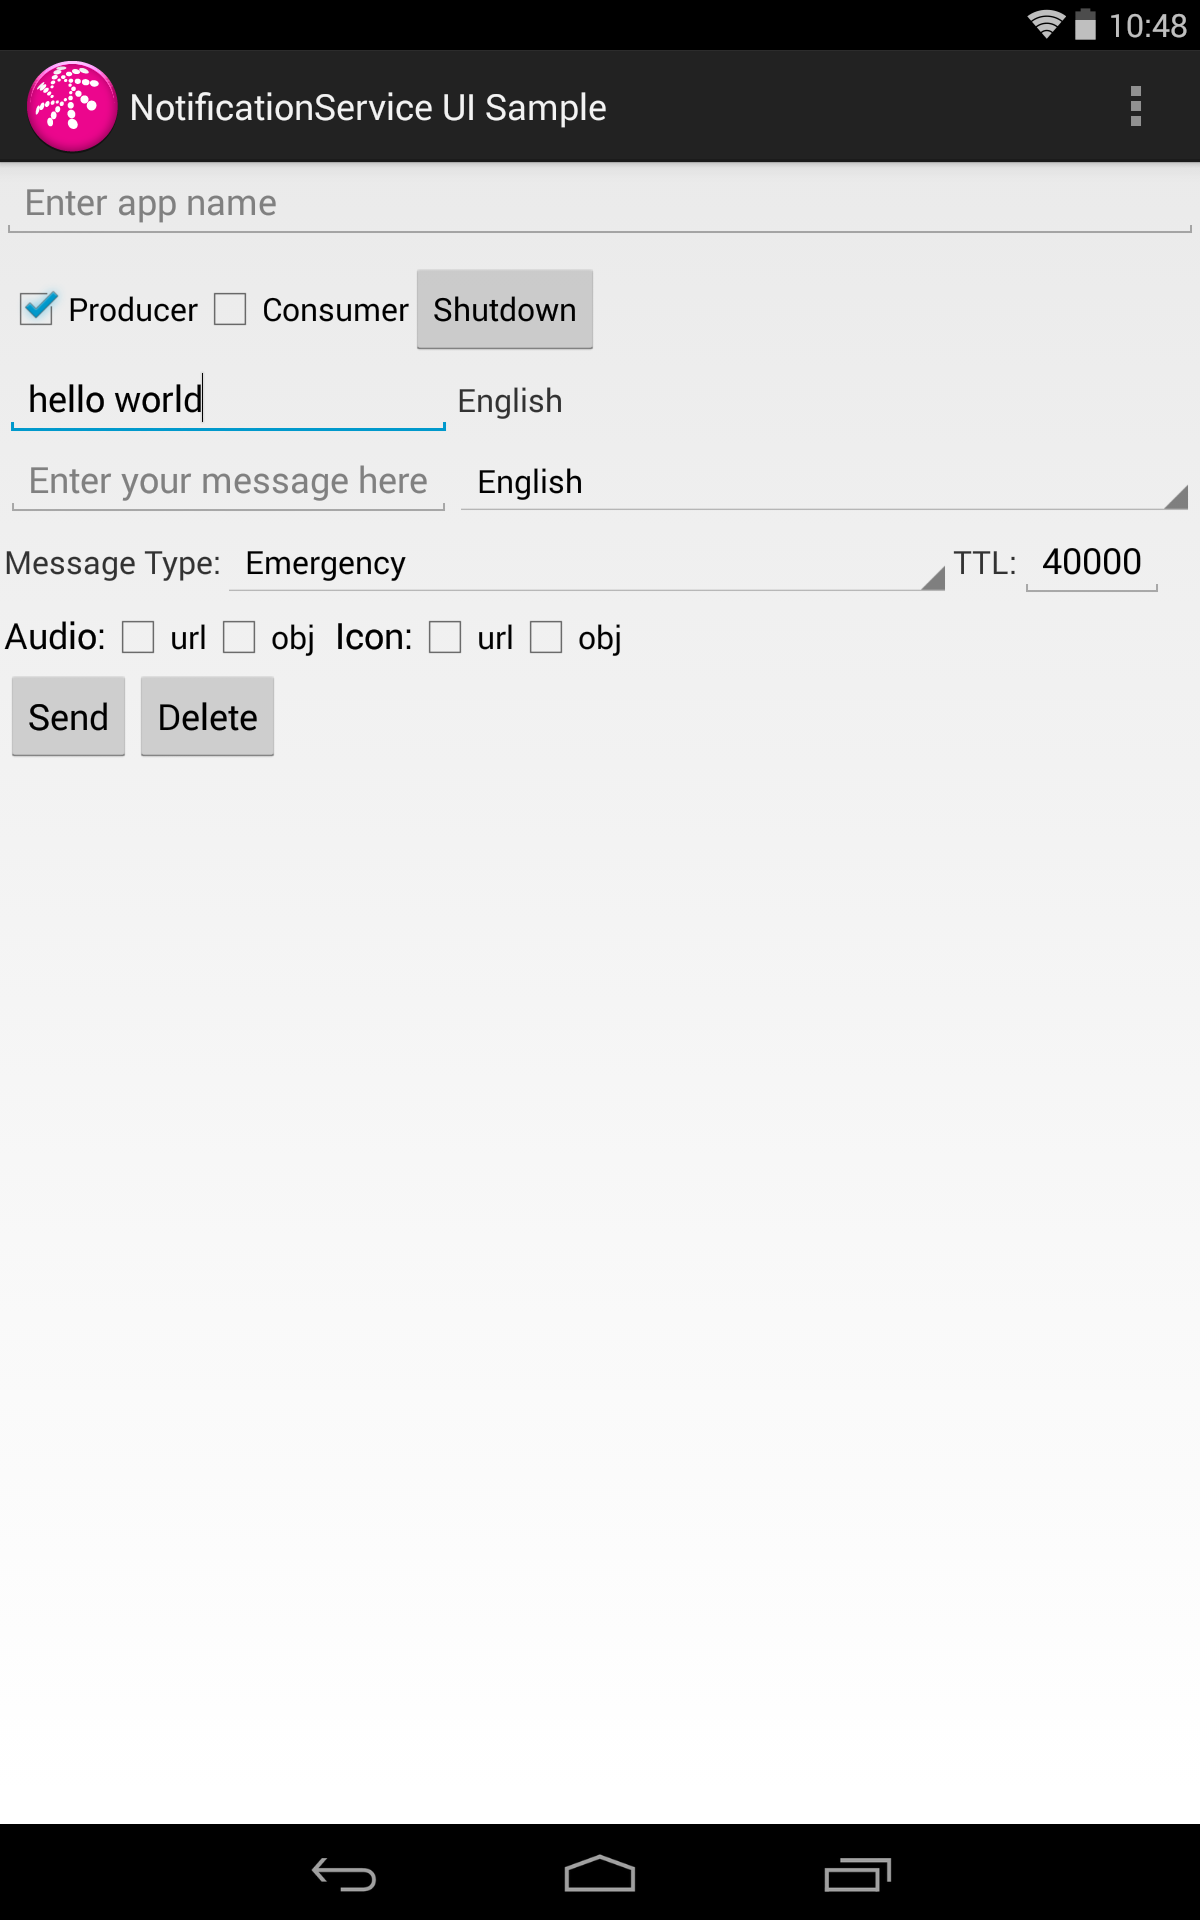 10:48
NotificationService UI Sample
Enter app name
Producer Consumer Shutdown
hello world English
Enter your message here English
Message Type: Emergency TTL: 40000
Audio: url obj Icon: url obj
Send Delete